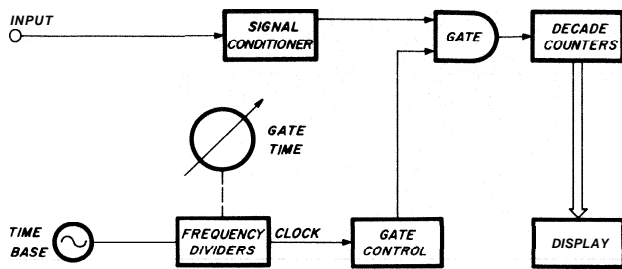 INPUT
SIGNAL
CONDITIONER
GATE
DECADE
COUNTERS
GATE
TIME
TIME
BASE
FREQUENCY
DIVIDERS
CLOCK
GATE
CONTROL
DISPLAY